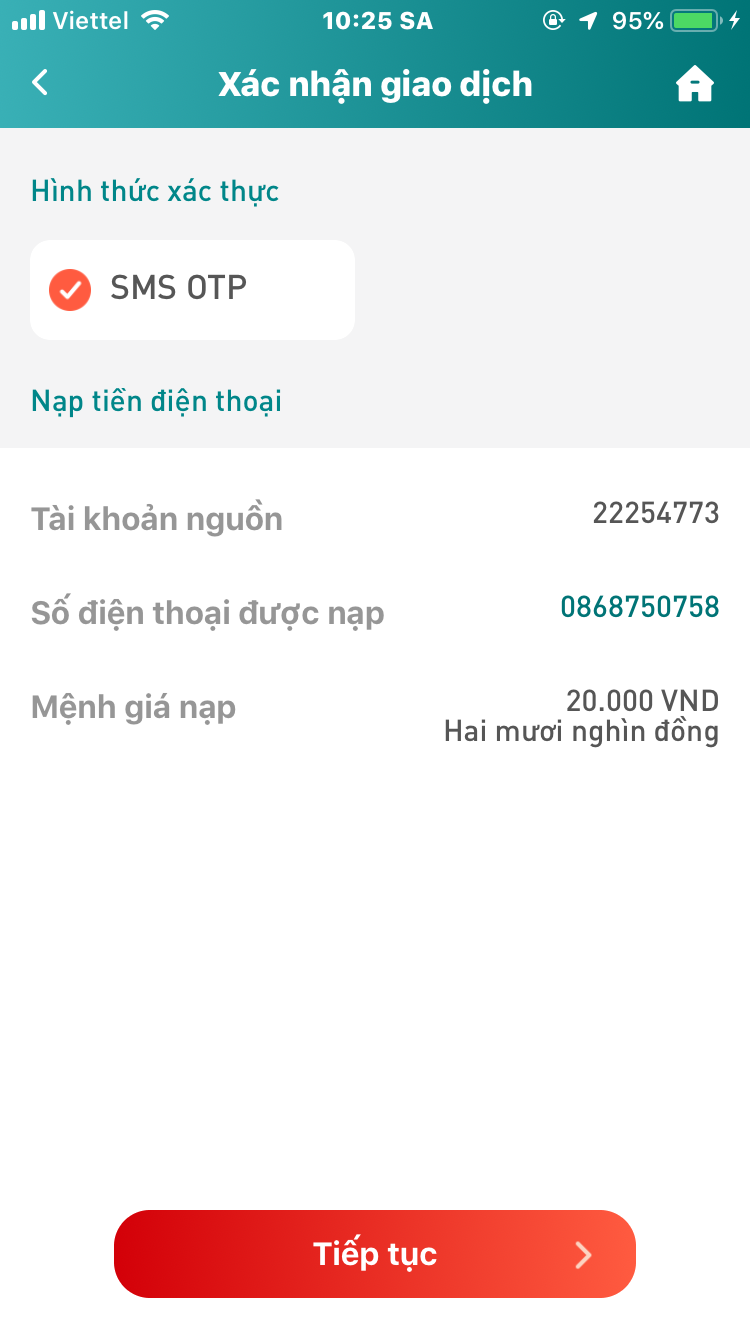 Viettel 10:25 SA 95%
Xác nhận giao dịch
Hình thức xác thực
SMS OTP
Nạp tiền điện thoại
Tài khoản nguồn 22254773
Số điện thoại được nạp 0868750758
Mệnh giá nạp 20.000 VND
Hai mươi nghìn đồng
Tiếp tục